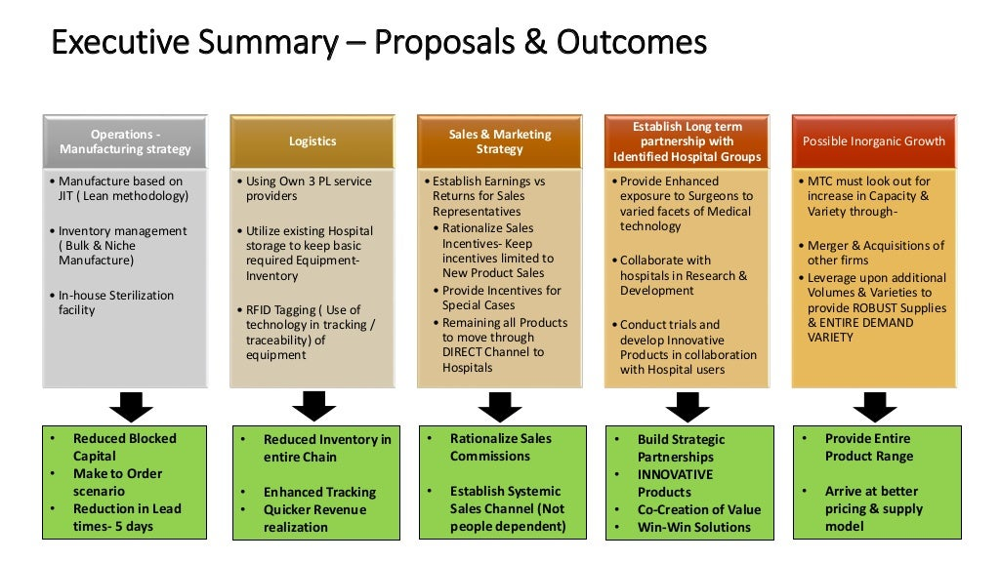 Executive Summary – Proposals & Outcomes
Operations -
Manufacturing strategy
• Manufacture based on
JIT ( Lean methodology)
• Inventory management
( Bulk & Niche
Manufacture)
• In-house Sterilization
facility
• Reduced Blocked
Capital
• Make to Order
scenario
• Reduction in Lead
times- 5 days
Logistics
• Using Own 3 PL service
providers
• Utilize existing Hospital
storage to keep basic
required Equipment-
Inventory
• RFID Tagging ( Use of
technology in tracking /
traceability) of
equipment
• Reduced Inventory in
entire Chain
• Enhanced Tracking
• Quicker Revenue
realization
Sales & Marketing
Strategy
• Establish Earnings vs
Returns for Sales
Representatives
• Rationalize Sales
Incentives- Keep
incentives limited to
New Product Sales
• Provide Incentives for
Special Cases
• Remaining all Products
to move through
DIRECT Channel to
Hospitals
• Rationalize Sales
Commissions
• Establish Systemic
Sales Channel (Not
people dependent)
Establish Long term
partnership with
Identified Hospital Groups
• Provide Enhanced
exposure to Surgeons to
varied facets of Medical
technology
• Collaborate with
hospitals in Research &
Development
• Conduct trials and
develop Innovative
Products in collaboration
with Hospital users
• Build Strategic
Partnerships
• INNOVATIVE
Products
• Co-Creation of Value
• Win-Win Solutions
Possible Inorganic Growth
• MTC must look out for
increase in Capacity &
Variety through-
• Merger & Acquisitions of
other firms
• Leverage upon additional
Volumes & Varieties to
provide ROBUST Supplies
& ENTIRE DEMAND
VARIETY
• Provide Entire
Product Range
• Arrive at better
pricing & supply
model